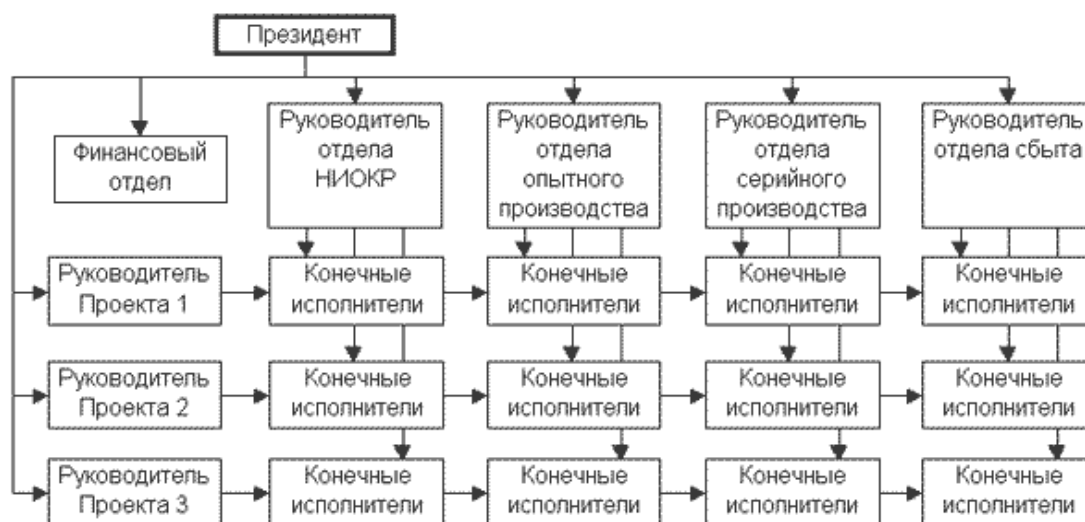 Президент
Финансовый
отдел
Руководитель
отдела
НИОКР
Руководитель
отдела
опытного
производства
Руководитель
отдела
серийного
производства
Руководитель
отдела сбыта
Руководитель
Проекта 1
Конечные
исполнители
Конечные
исполнители
Конечные
исполнители
Конечные
исполнители
Руководитель
Проекта 2
Конечные
исполнители
Конечные
исполнители
Конечные
исполнители
Конечные
исполнители
Руководитель
Проекта 3
Конечные
исполнители
Конечные
исполнители
Конечные
исполнители
Конечные
исполнители